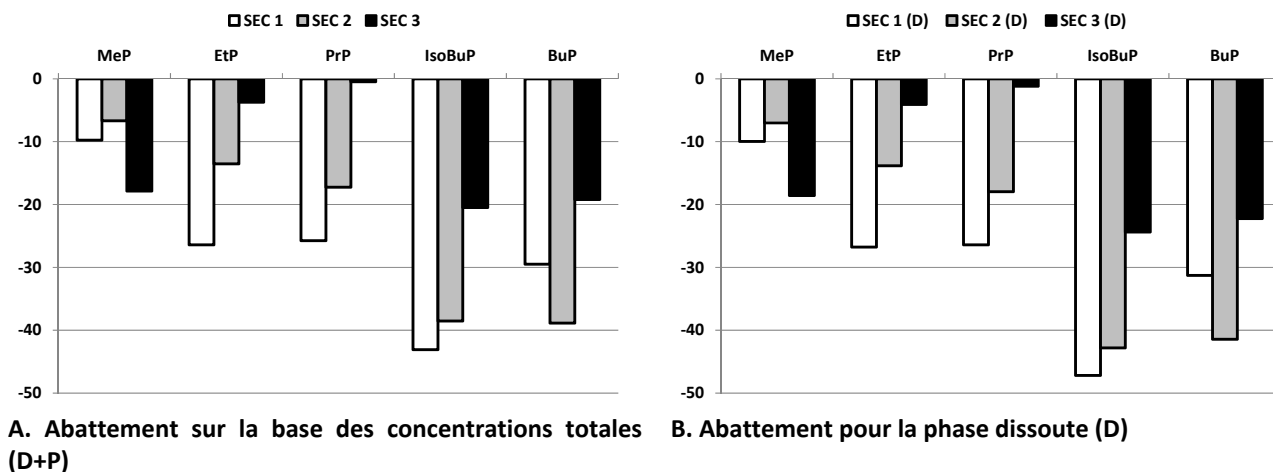 SEC 1 SEC 2 SEC 3
MeP EtP PrP IsoBuP BuP
0
-10
-20
-30
-40
-50
A. Abattement sur la base des concentrations totales
(D+P)
SEC 1 (D) SEC 2 (D) SEC 3 (D)
MeP EtP PrP IsoBuP BuP
0
-10
-20
-30
-40
-50
B. Abattement pour la phase dissoute (D)